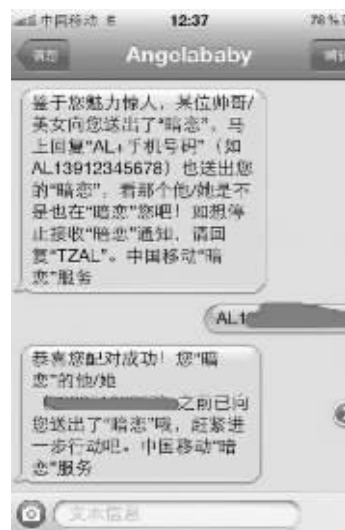 中国移动
12:37
78%
Angelababy
鉴于您魅力惊人，某位帅哥/
美女向您送出了“暗恋”，马
上回复“AL+手机号码”（如
AL13912345678）也送出您
的“暗恋”，看那个他/她是不
是也在“暗恋”您吧！如想停
止接收“暗恋”通知，请回
复“TZAL”。中国移动“暗
恋”服务
AL1
恭喜您配对成功！您“暗
恋”的他/她
之前已向
您送出了“暗恋”哦，赶紧进
一步行动吧。中国移动“暗
恋”服务
文本信息